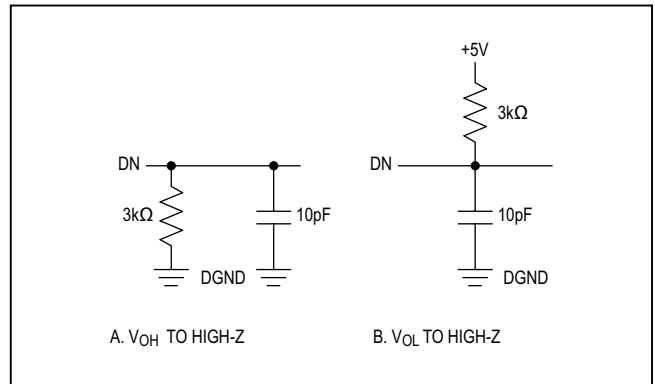 +5V
3kΩ
DN
3kΩ
10pF
DGND
A. VOH TO HIGH-Z
DN
10pF
DGND
B. VOL TO HIGH-Z